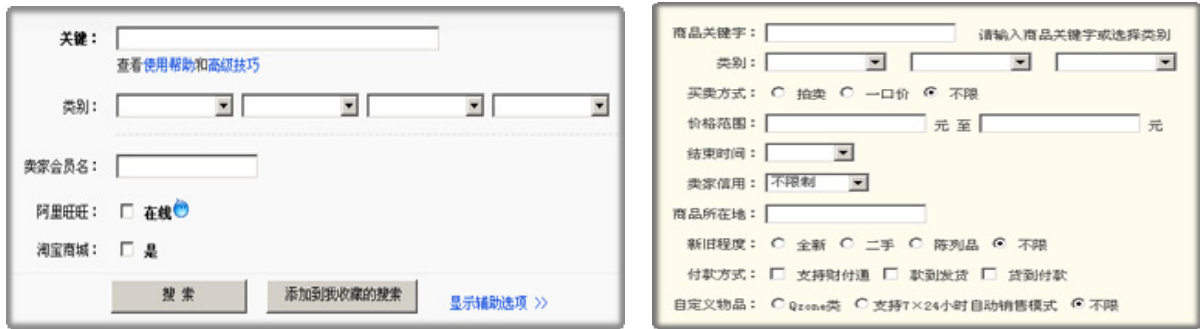 关键：
查看使用帮助和高级技巧
类别：
卖家会员名：
阿里旺旺： 在线
淘宝商城： 是
搜 索 添加到我收藏的搜索 显示辅助选项 >>
商品关键字： 请输入商品关键字或选择类别
类别：
买卖方式： 拍卖 一口价 不限
价格范围： 元 至 元
结束时间：
卖家信用： 不限制
商品所在地：
新旧程度： 全新 二手 陈列品 不限
付款方式： 支持财付通 款到发货 货到付款
自定义物品： Qzone类 支持7×24小时自动销售模式 不限